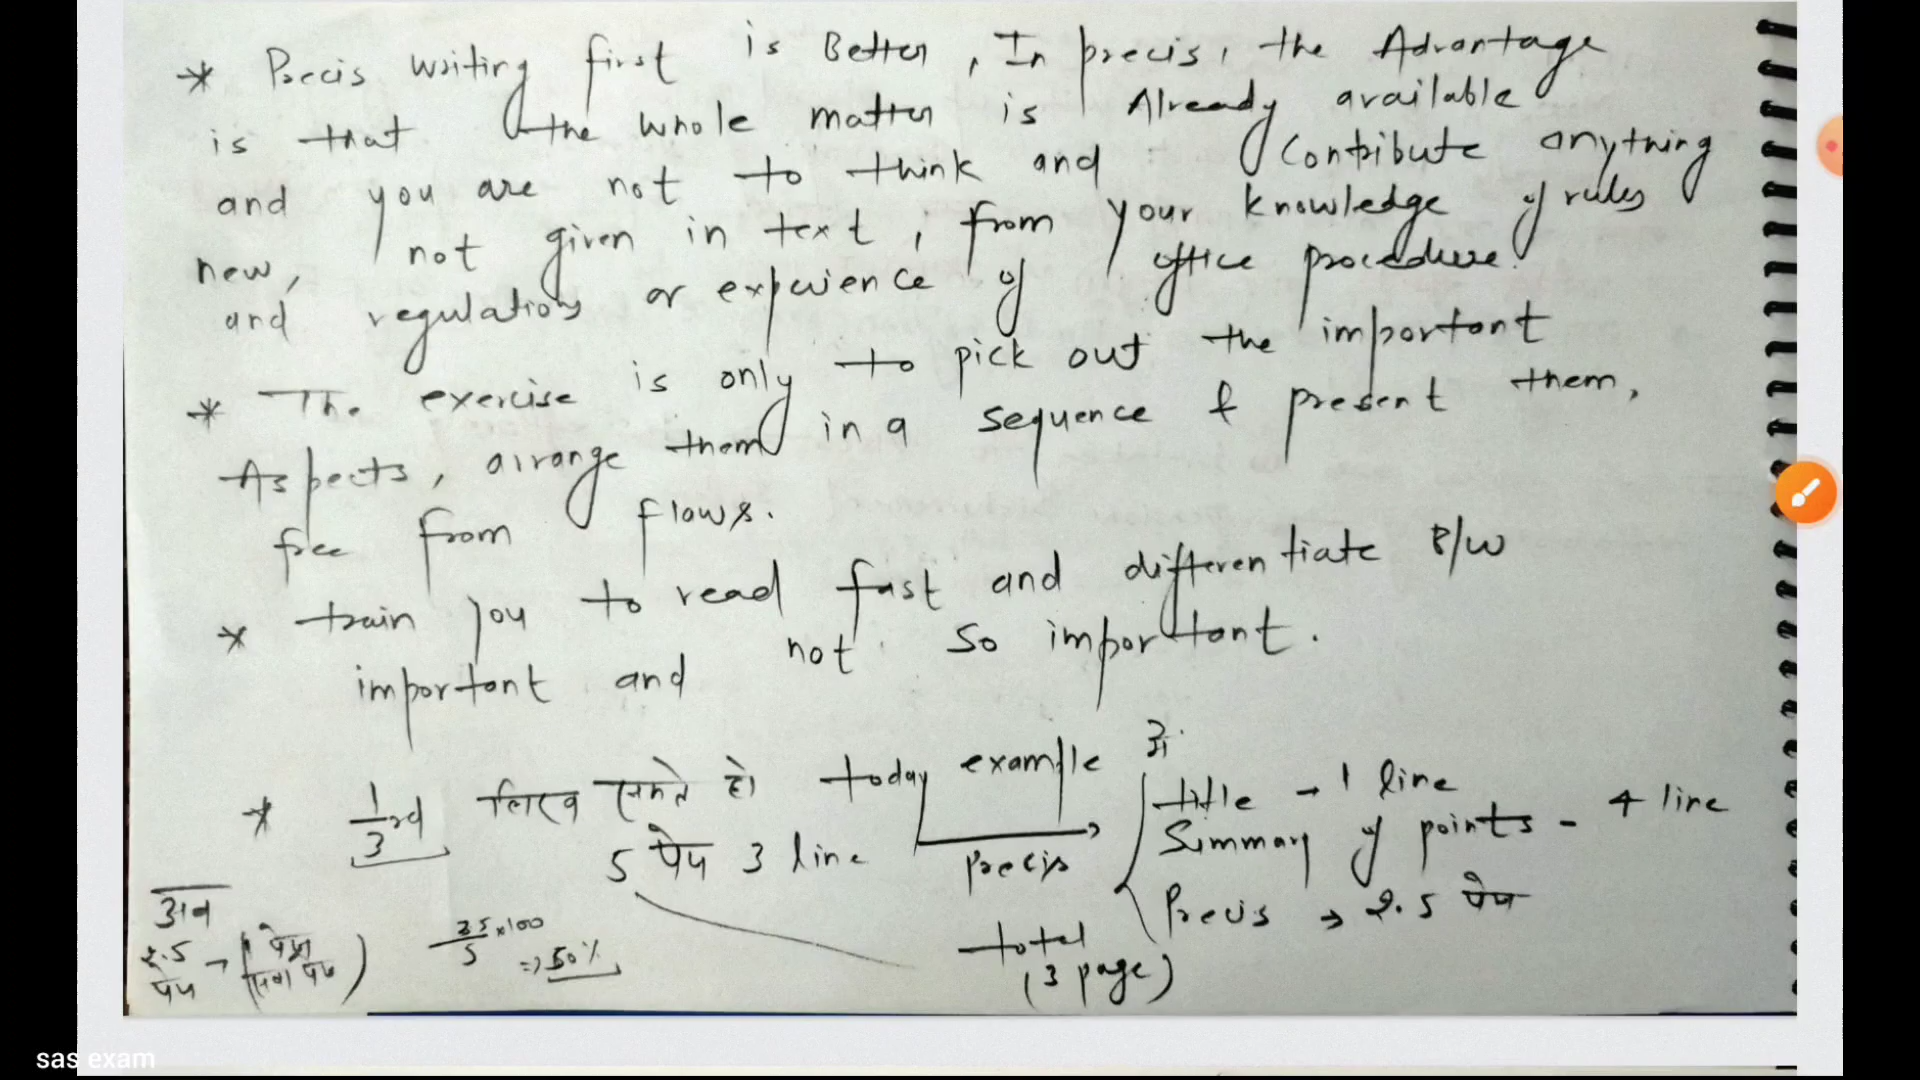 * Precis writing first is Better, In precis, the Advantage
is that the whole matter is Already available
and you are not to think and Contribute anything
new, not given in text, from your knowledge of rules
and regulations or experience of office procedure.
* The exercise is only to pick out the important
Aspects, arrange them in a sequence & present them,
free from flaws.
* train you to read fast and differentiate B/W
important and not so important.
* 1/3rd लिख सकते हो today example में
5 पेज 3 line precis
title → 1 line
Summary of points - 4 line
Precis → 2.5 पेज
total
(3 page)
अब
2.5
पेज →
25×100
5
=> 50%
sas exam